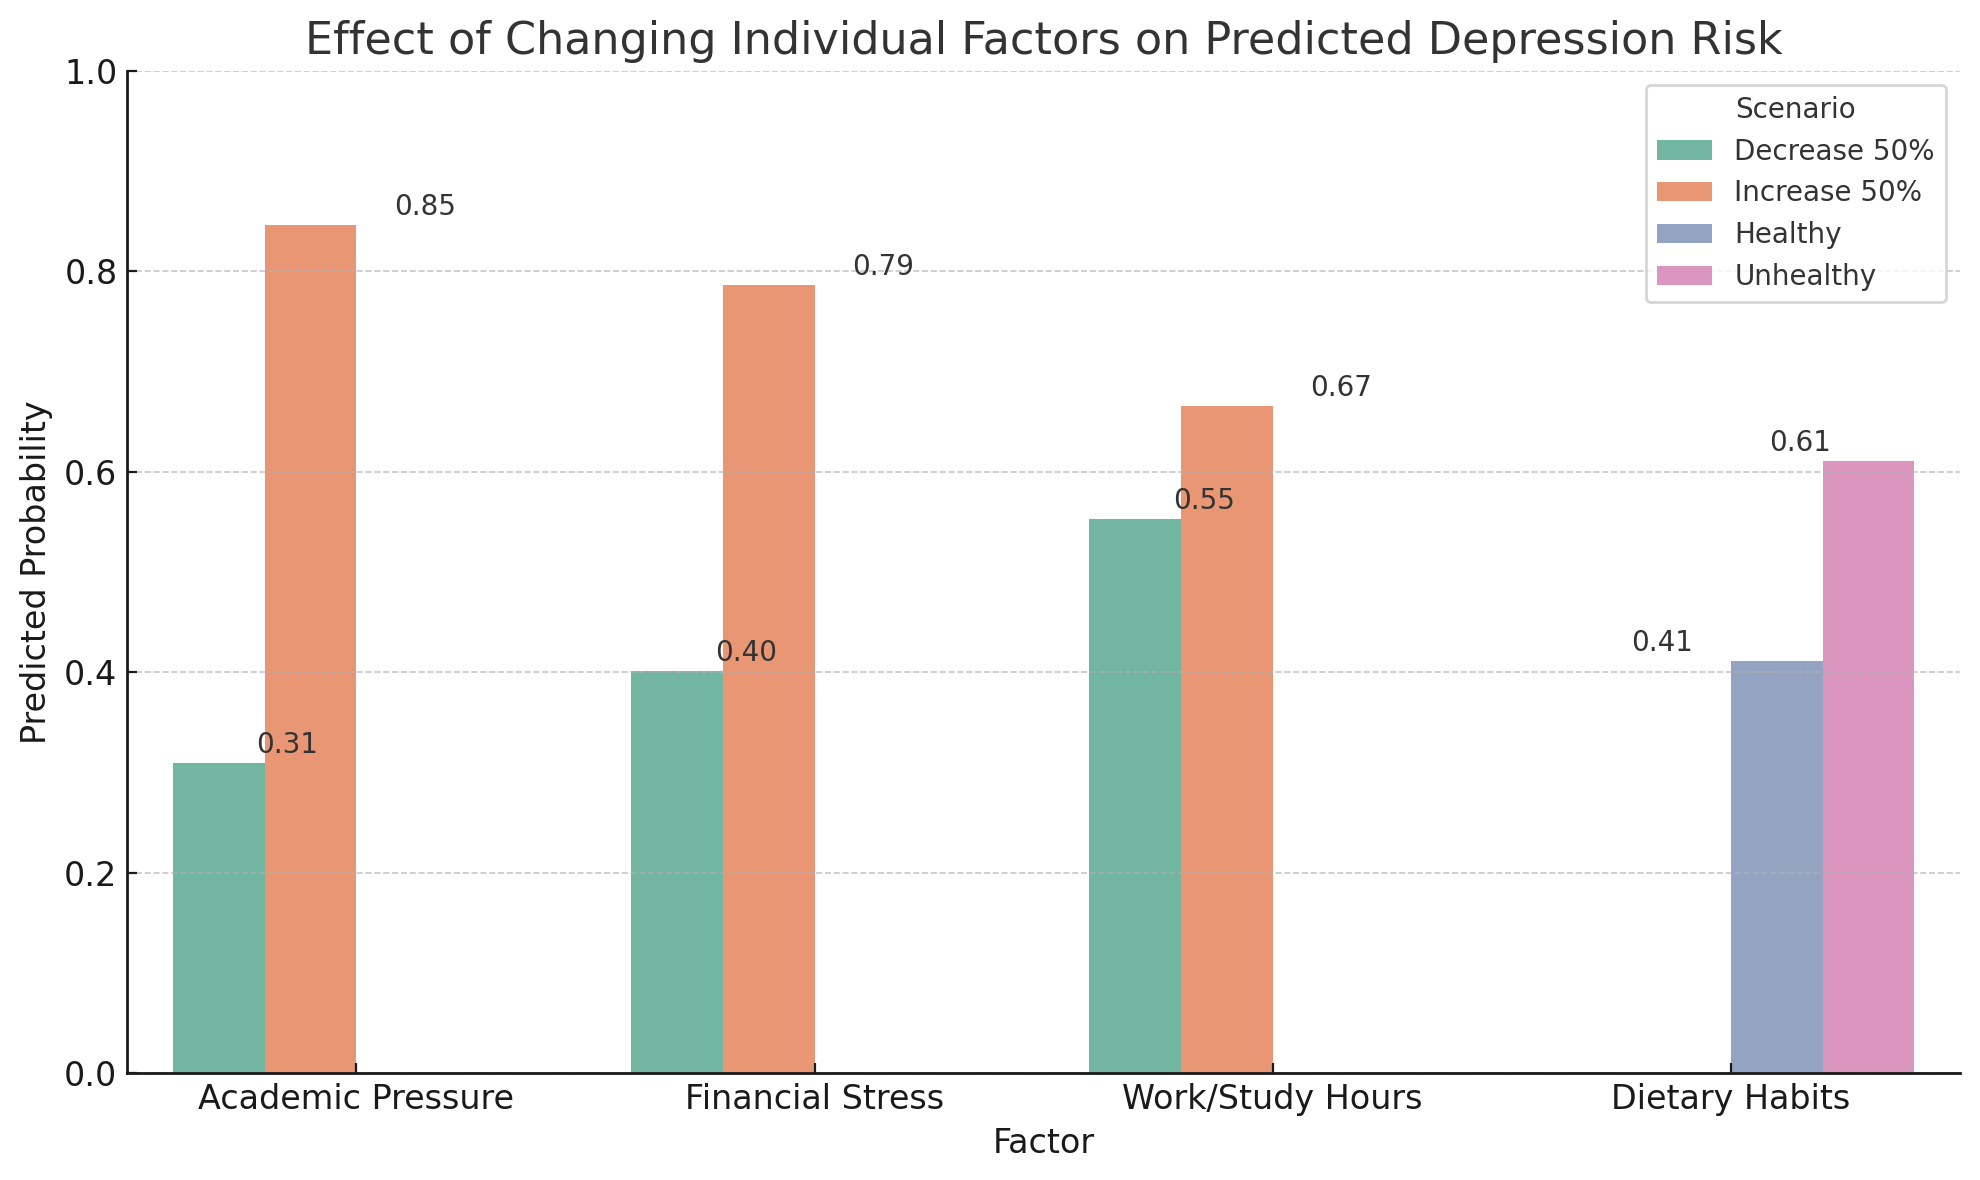 Effect of Changing Individual Factors on Predicted Depression Risk
Scenario
Decrease 50%
Increase 50%
Healthy
Unhealthy
Predicted Probability
1.0
0.8
0.6
0.4
0.2
0.0
0.31
0.85
0.40
0.79
0.55
0.67
0.41
0.61
Academic Pressure
Financial Stress
Work/Study Hours
Dietary Habits
Factor